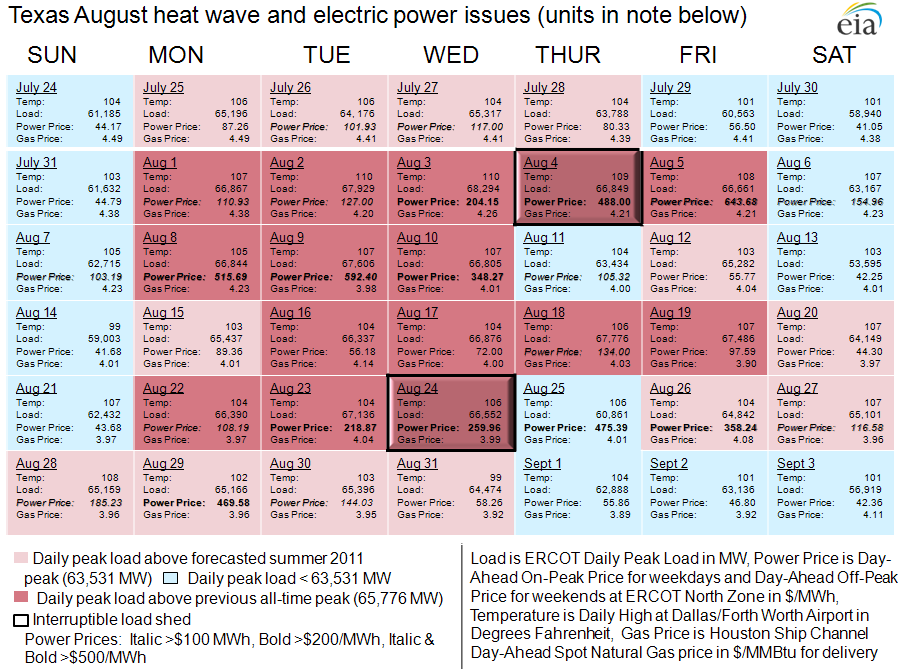 Texas August heat wave and electric power issues (units in note below)
eia
SUN MON TUE WED THUR FRI SAT
July 24 July 25 July 26 July 27 July 28 July 29 July 30
Temp: 104 Temp: 106 Temp: 106 Temp: 104 Temp: 104 Temp: 101 Temp: 101
Load: 61,185 Load: 65,196 Load: 64,176 Load: 65,317 Load: 63,788 Load: 60,563 Load: 58,940
Power Price: 44.17 Power Price: 87.26 Power Price: 101.93 Power Price: 117.00 Power Price: 80.33 Power Price: 56.50 Power Price: 41.05
Gas Price: 4.49 Gas Price: 4.49 Gas Price: 4.41 Gas Price: 4.41 Gas Price: 4.39 Gas Price: 4.41 Gas Price: 4.38
July 31 Aug 1 Aug 2 Aug 3 Aug 4 Aug 5 Aug 6
Temp: 103 Temp: 107 Temp: 110 Temp: 110 Temp: 109 Temp: 108 Temp: 107
Load: 61,632 Load: 66,867 Load: 67,929 Load: 68,294 Load: 66,849 Load: 66,661 Load: 63,167
Power Price: 44.79 Power Price: 110.93 Power Price: 127.00 Power Price: 204.15 Power Price: 488.00 Power Price: 643.68 Power Price: 154.96
Gas Price: 4.38 Gas Price: 4.38 Gas Price: 4.20 Gas Price: 4.26 Gas Price: 4.21 Gas Price: 4.21 Gas Price: 4.23
Aug 7 Aug 8 Aug 9 Aug 10 Aug 11 Aug 12 Aug 13
Temp: 105 Temp: 105 Temp: 107 Temp: 107 Temp: 104 Temp: 103 Temp: 103
Load: 62,715 Load: 66,844 Load: 67,606 Load: 66,805 Load: 63,434 Load: 65,282 Load: 53,595
Power Price: 103.19 Power Price: 515.69 Power Price: 592.40 Power Price: 348.27 Power Price: 105.32 Power Price: 55.77 Power Price: 42.25
Gas Price: 4.23 Gas Price: 4.23 Gas Price: 3.98 Gas Price: 4.01 Gas Price: 4.00 Gas Price: 4.04 Gas Price: 4.01
Aug 14 Aug 15 Aug 16 Aug 17 Aug 18 Aug 19 Aug 20
Temp: 99 Temp: 103 Temp: 104 Temp: 104 Temp: 106 Temp: 107 Temp: 107
Load: 59,003 Load: 65,437 Load: 66,337 Load: 66,876 Load: 67,776 Load: 67,486 Load: 64,149
Power Price: 41.68 Power Price: 89.36 Power Price: 56.18 Power Price: 72.00 Power Price: 134.00 Power Price: 97.59 Power Price: 44.30
Gas Price: 4.01 Gas Price: 4.01 Gas Price: 4.14 Gas Price: 4.00 Gas Price: 4.03 Gas Price: 3.90 Gas Price: 3.97
Aug 21 Aug 22 Aug 23 Aug 24 Aug 25 Aug 26 Aug 27
Temp: 107 Temp: 104 Temp: 104 Temp: 106 Temp: 106 Temp: 104 Temp: 107
Load: 62,432 Load: 66,390 Load: 67,136 Load: 66,552 Load: 60,861 Load: 64,842 Load: 65,101
Power Price: 43.68 Power Price: 108.19 Power Price: 218.87 Power Price: 259.96 Power Price: 475.39 Power Price: 358.24 Power Price: 116.58
Gas Price: 3.97 Gas Price: 3.97 Gas Price: 4.04 Gas Price: 3.99 Gas Price: 4.01 Gas Price: 4.08 Gas Price: 3.96
Aug 28 Aug 29 Aug 30 Aug 31 Sept 1 Sept 2 Sept 3
Temp: 108 Temp: 102 Temp: 103 Temp: 99 Temp: 104 Temp: 101 Temp: 101
Load: 65,159 Load: 65,166 Load: 65,396 Load: 64,474 Load: 62,888 Load: 63,136 Load: 56,919
Power Price: 185.23 Power Price: 469.58 Power Price: 144.03 Power Price: 58.26 Power Price: 55.86 Power Price: 46.80 Power Price: 42.36
Gas Price: 3.96 Gas Price: 3.96 Gas Price: 3.95 Gas Price: 3.92 Gas Price: 3.89 Gas Price: 3.92 Gas Price: 4.11
Daily peak load above forecasted summer 2011
peak (63,531 MW) Daily peak load < 63,531 MW
Daily peak load above previous all-time peak (65,776 MW)
Interruptible load shed
Power Prices: Italic >$100 MWh, Bold >$200/MWh, Italic &
Bold >$500/MWh
Load is ERCOT Daily Peak Load in MW, Power Price is Day-
Ahead On-Peak Price for weekdays and Day-Ahead Off-Peak
Price for weekends at ERCOT North Zone in $/MWh,
Temperature is Daily High at Dallas/Forth Worth Airport in
Degrees Fahrenheit, Gas Price is Houston Ship Channel
Day-Ahead Spot Natural Gas price in $/MMBtu for delivery